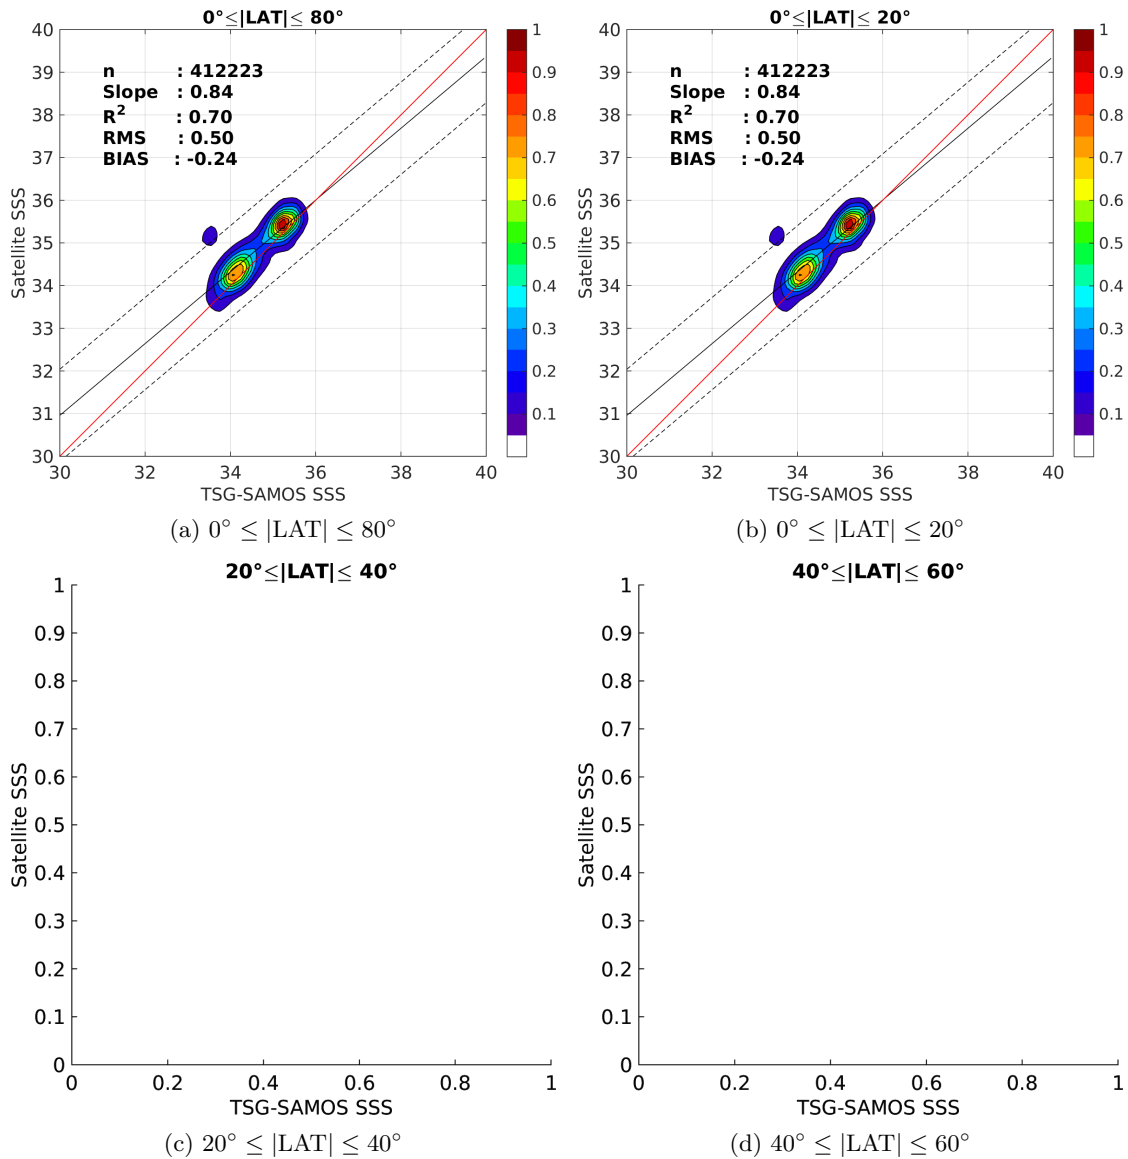 0°≤|LAT|≤ 80°
40
39
38
37
36
35
34
33
32
31
30
n : 412223
Slope : 0.84
R² : 0.70
RMS : 0.50
BIAS : -0.24
Satellite SSS
30 32 34 36 38 40
TSG-SAMOS SSS
1
0.9
0.8
0.7
0.6
0.5
0.4
0.3
0.2
0.1
(a) 0° ≤ |LAT| ≤ 80°
0°≤|LAT|≤ 20°
40
39
38
37
36
35
34
33
32
31
30
n : 412223
Slope : 0.84
R² : 0.70
RMS : 0.50
BIAS : -0.24
Satellite SSS
30 32 34 36 38 40
TSG-SAMOS SSS
1
0.9
0.8
0.7
0.6
0.5
0.4
0.3
0.2
0.1
(b) 0° ≤ |LAT| ≤ 20°
20°≤|LAT|≤ 40°
1
0.9
0.8
0.7
0.6
0.5
0.4
0.3
0.2
0.1
0
Satellite SSS
0 0.2 0.4 0.6 0.8 1
TSG-SAMOS SSS
(c) 20° ≤ |LAT| ≤ 40°
40°≤|LAT|≤ 60°
1
0.9
0.8
0.7
0.6
0.5
0.4
0.3
0.2
0.1
0
Satellite SSS
0 0.2 0.4 0.6 0.8 1
TSG-SAMOS SSS
(d) 40° ≤ |LAT| ≤ 60°